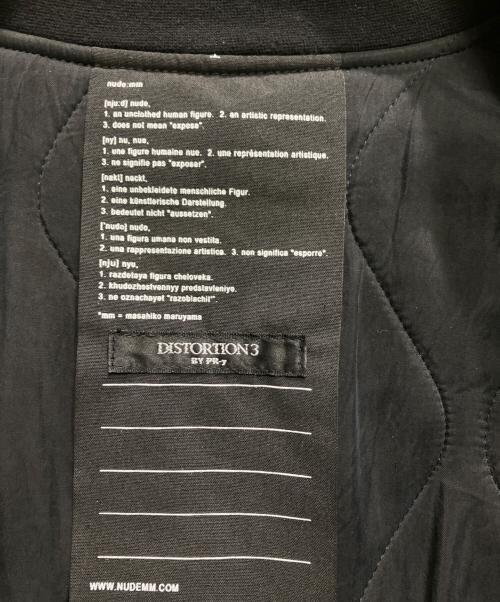 nude:mm
[nju:d] nude,
1. an unclothed human figure. 2. an artistic representation.
3. does not mean "expose".
[ny] nu, nue,
1. une figure humaine nue. 2. une représentation artistique.
3. ne signifie pas "exposer".
[nakt] nackt,
1. eine unbekleidete menschliche Figur.
2. eine künstlerische Darstellung.
3. bedeutet nicht "aussetzen".
['nudo] nudo,
1. una figura umana non vestita.
2. una rappresentazione artistica. 3. non significa "esporre".
[nju] nyu,
1. razdetaya figura cheloveka.
2. khudozhestvennyy predstavleniye.
3. ne oznachayet "razoblachil".
*mm = masahiko maruyama
DISTORTION3
BY PR-y
WWW.NUDEMM.COM